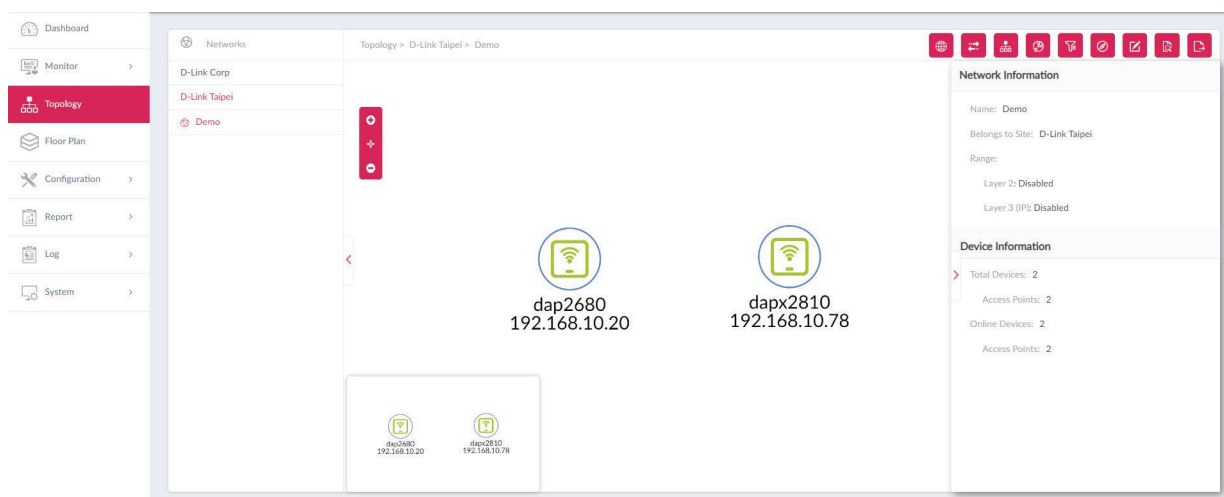 Dashboard
Monitor
Topology
Floor Plan
Configuration
Report
Log
System
Networks
D-Link Corp
D-Link Taipei
Demo
Topology > D-Link Taipei > Demo
dap2680
192.168.10.20
dapx2810
192.168.10.78
dap2680
192.168.10.20
dapx2810
192.168.10.78
Network Information
Name: Demo
Belongs to Site: D-Link Taipei
Range:
Layer 2: Disabled
Layer 3 (IP): Disabled
Device Information
Total Devices: 2
Access Points: 2
Online Devices: 2
Access Points: 2